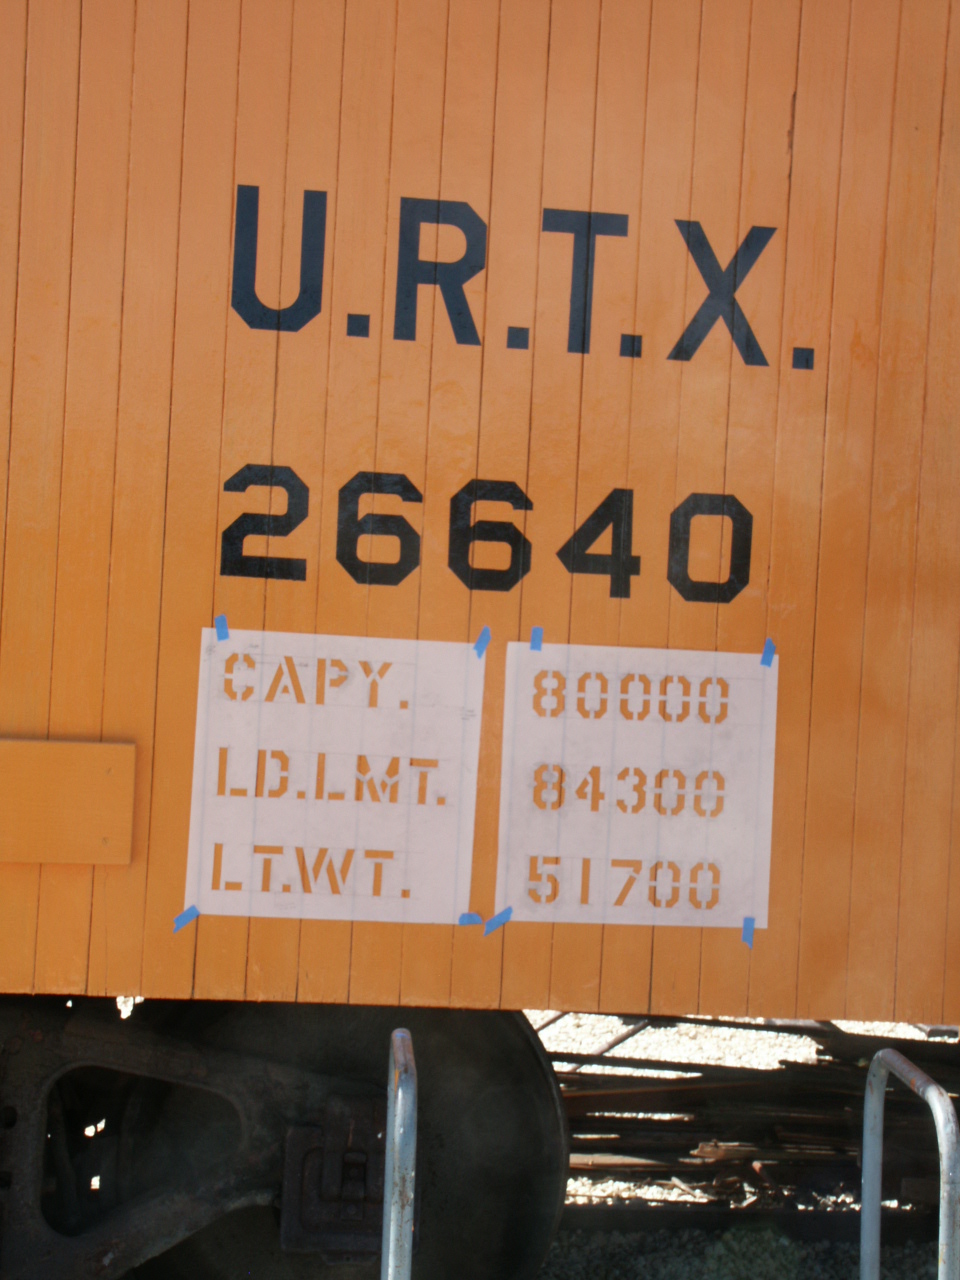 U.R.T.X.
26640
CAPY. 80000
LD.LMT. 84300
LT.WT. 51700